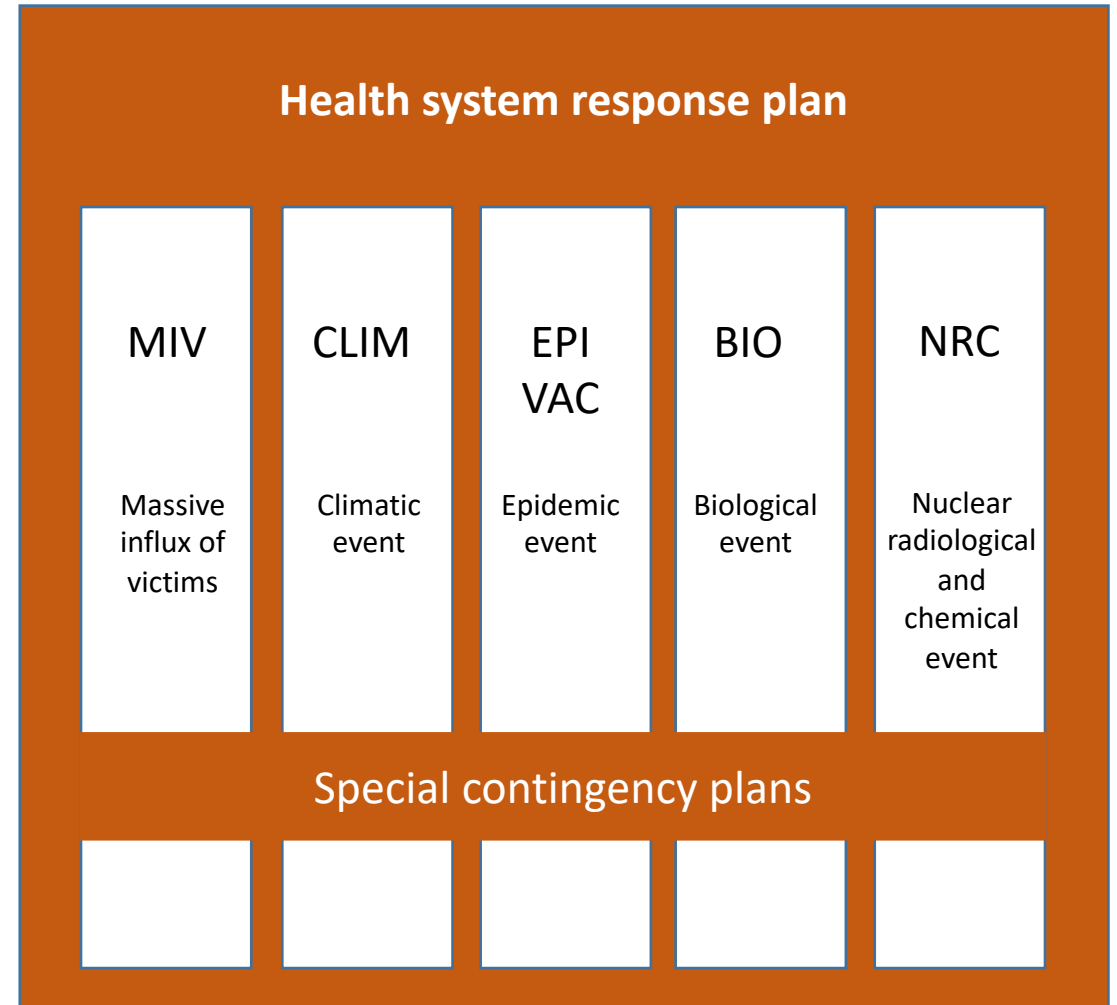 Health system response plan
MIV
Massive
influx of
victims
CLIM
Climatic
event
EPI
VAC
Epidemic
event
BIO
Biological
event
NRC
Nuclear
radiological
and
chemical
event
Special contingency plans